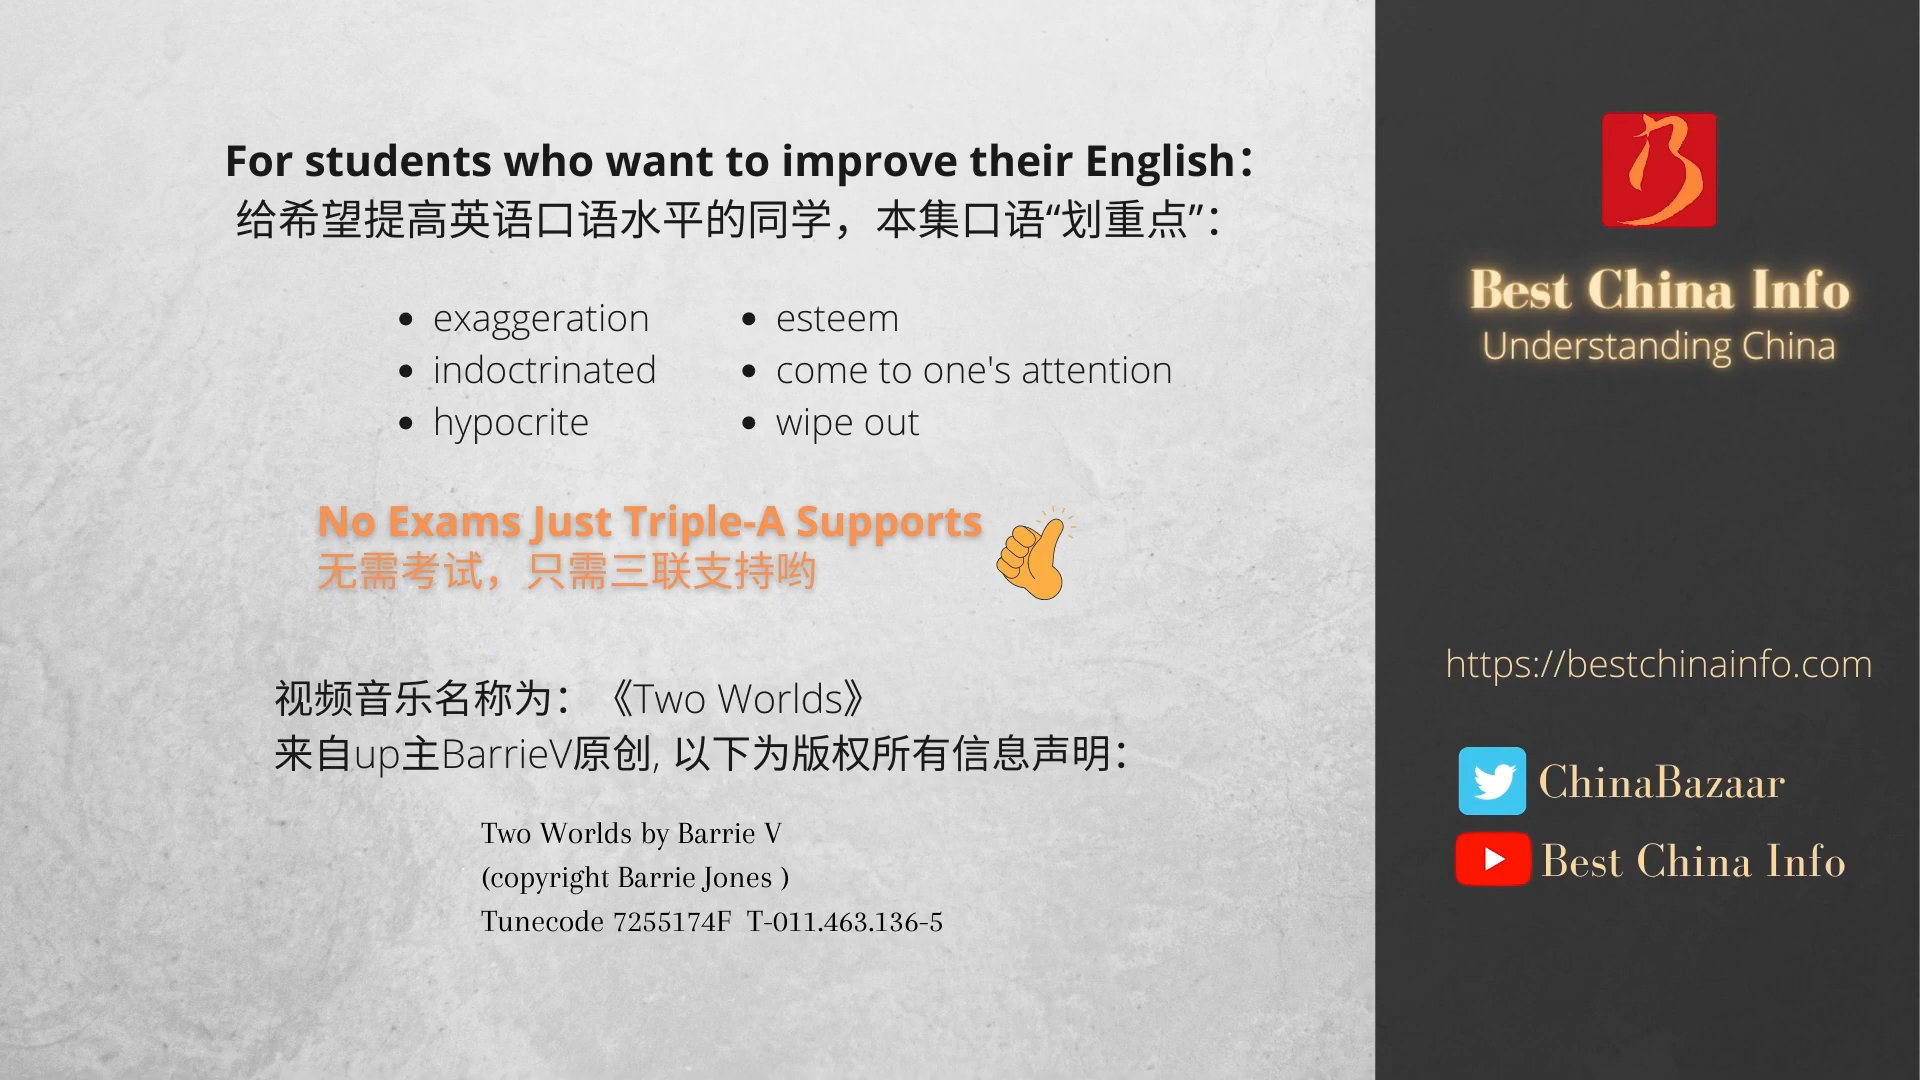 For students who want to improve their English：
给希望提高英语口语水平的同学，本集口语“划重点”：
• exaggeration
• indoctrinated
• hypocrite
• esteem
• come to one's attention
• wipe out
No Exams Just Triple-A Supports
无需考试，只需三联支持哟
视频音乐名称为：《Two Worlds》
来自up主BarrieV原创, 以下为版权所有信息声明：
Two Worlds by Barrie V
(copyright Barrie Jones )
Tunecode 7255174F T-011.463.136-5
Best China Info
Understanding China
https://bestchinainfo.com
ChinaBazaar
Best China Info